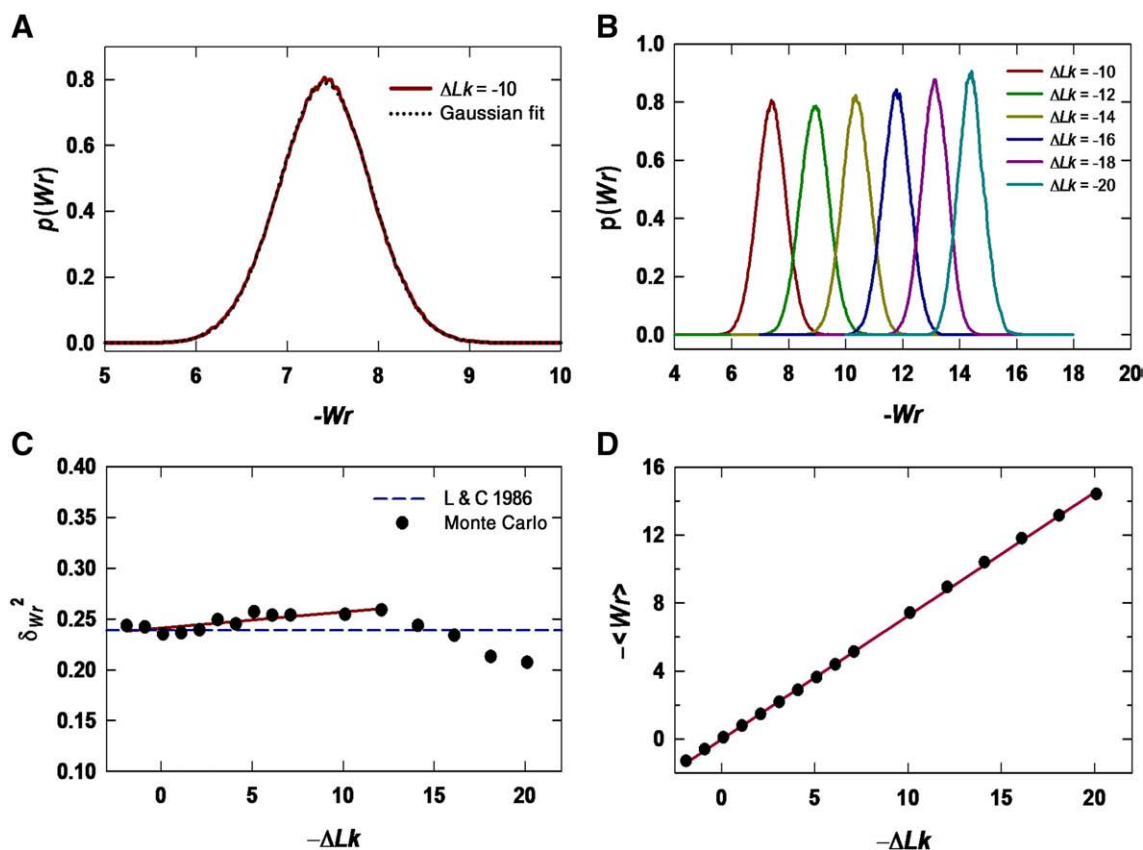 A
p(Wr)
0.8
0.6
0.4
0.2
0.0
ΔLk = -10
Gaussian fit
5 6 7 8 9 10
-Wr
B
p(Wr)
1.0
0.8
0.6
0.4
0.2
0.0
ΔLk = -10
ΔLk = -12
ΔLk = -14
ΔLk = -16
ΔLk = -18
ΔLk = -20
4 6 8 10 12 14 16 18 20
-Wr
C
δWr²
0.40
0.35
0.30
0.25
0.20
0.15
0.10
L & C 1986
Monte Carlo
0 5 10 15 20
−ΔLk
D
−<Wr>
16
12
8
4
0
0 5 10 15 20
−ΔLk